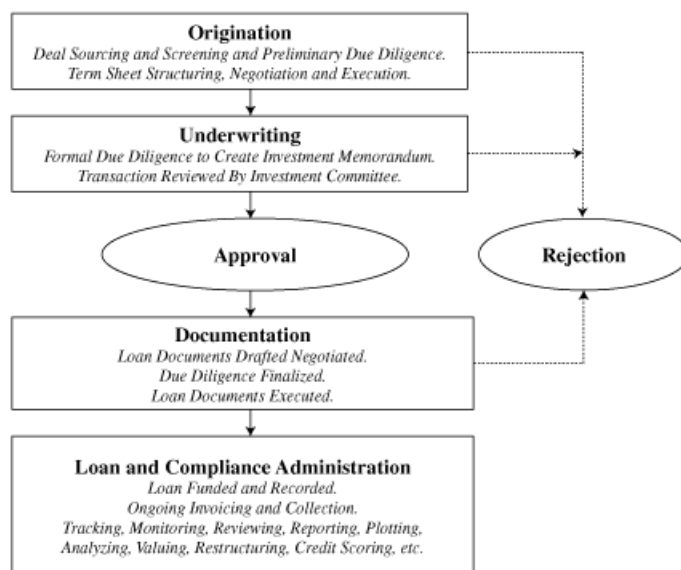 Origination
Deal Sourcing and Screening and Preliminary Due Diligence.
Term Sheet Structuring, Negotiation and Execution.
Underwriting
Formal Due Diligence to Create Investment Memorandum.
Transaction Reviewed By Investment Committee.
Approval
Rejection
Documentation
Loan Documents Drafted Negotiated.
Due Diligence Finalized.
Loan Documents Executed.
Loan and Compliance Administration
Loan Funded and Recorded.
Ongoing Invoicing and Collection.
Tracking, Monitoring, Reviewing, Reporting, Plotting,
Analyzing, Valuing, Restructuring, Credit Scoring, etc.